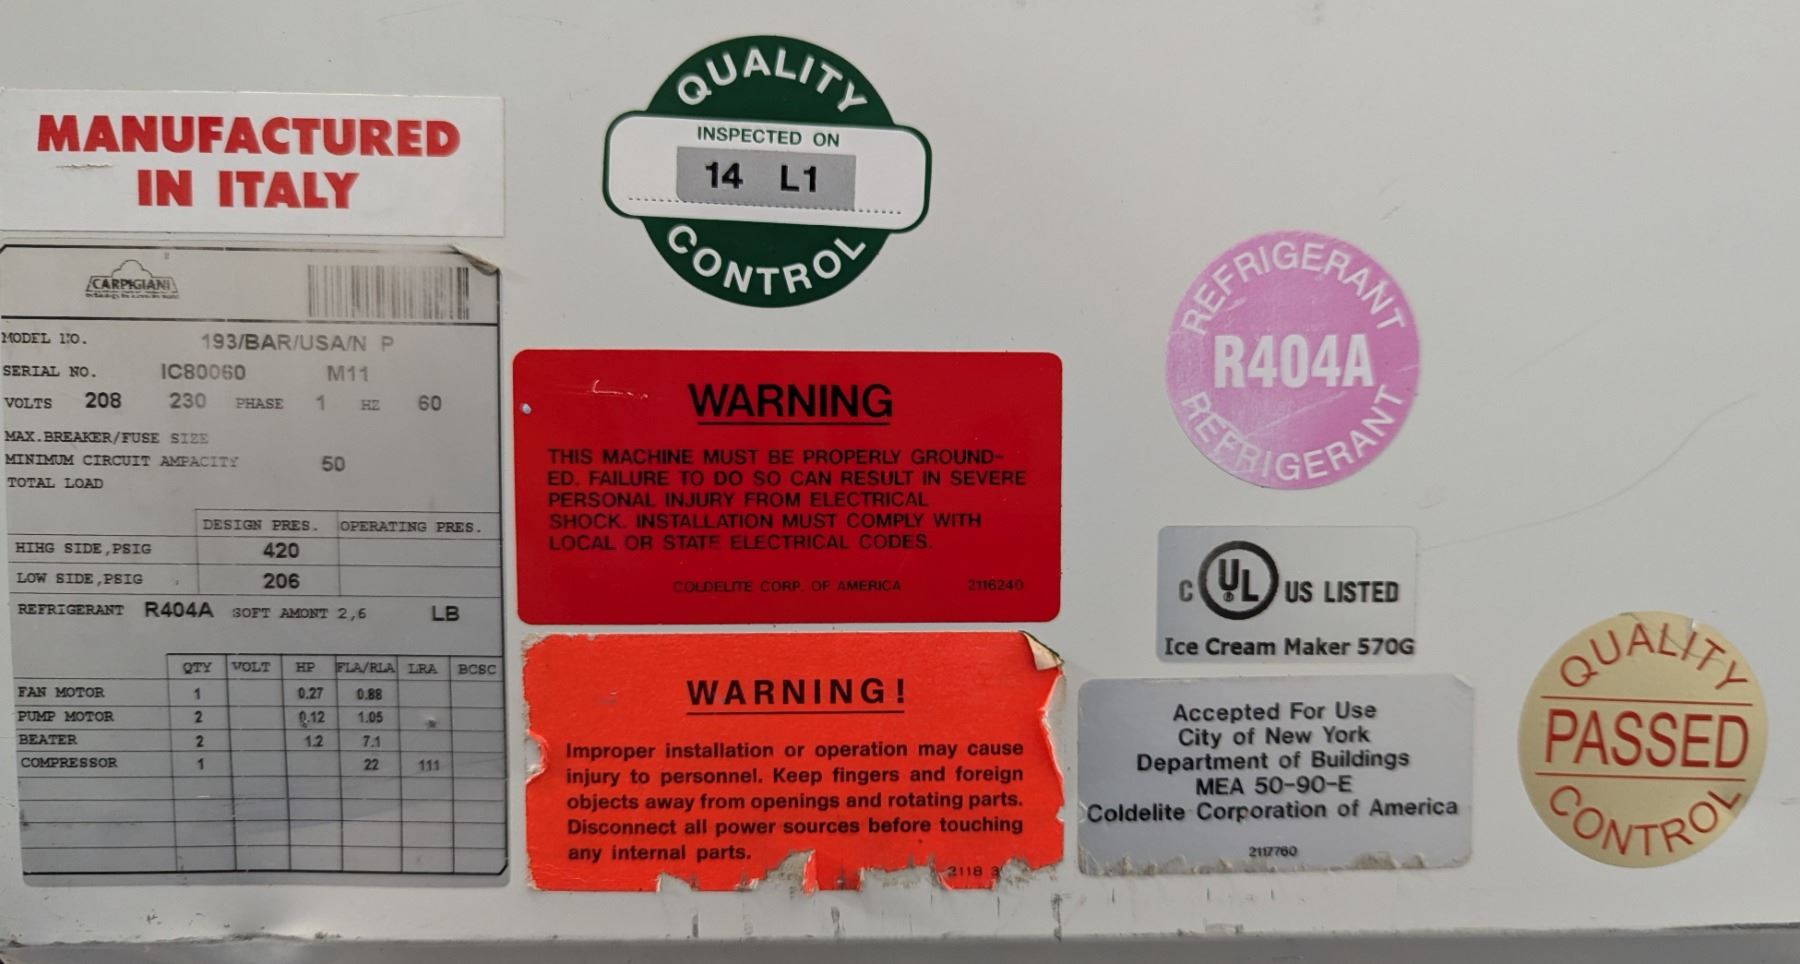 MANUFACTURED
IN ITALY
CARPIGIANI
MODEL NO. 193/BAR/USA/N P
SERIAL NO. IC80060 M11
VOLTS 208 230 PHASE 1 HZ 60
MAX.BREAKER/FUSE SIZE
MINIMUM CIRCUIT AMPACITY 50
TOTAL LOAD
DESIGN PRES. OPERATING PRES.
HIHG SIDE,PSIG 420
LOW SIDE,PSIG 206
REFRIGERANT R404A SOFT AMONT 2,6 LB
QTY VOLT HP FLA/RLA LRA BCSC
FAN MOTOR 1 0.27 0.88
PUMP MOTOR 2 0.12 1.05
BEATER 2 1.2 7.1
COMPRESSOR 1 22 111
QUALITY
INSPECTED ON
14 L1
CONTROL
WARNING
THIS MACHINE MUST BE PROPERLY GROUND-
ED. FAILURE TO DO SO CAN RESULT IN SEVERE
PERSONAL INJURY FROM ELECTRICAL
SHOCK. INSTALLATION MUST COMPLY WITH
LOCAL OR STATE ELECTRICAL CODES.
COLDELITE CORP. OF AMERICA 2116240
WARNING!
Improper installation or operation may cause
injury to personnel. Keep fingers and foreign
objects away from openings and rotating parts.
Disconnect all power sources before touching
any internal parts.
2118 3
REFRIGERANT
R404A
REFRIGERANT
C UL US LISTED
Ice Cream Maker 570G
Accepted For Use
City of New York
Department of Buildings
MEA 50-90-E
Coldelite Corporation of America
2117760
QUALITY
PASSED
CONTROL